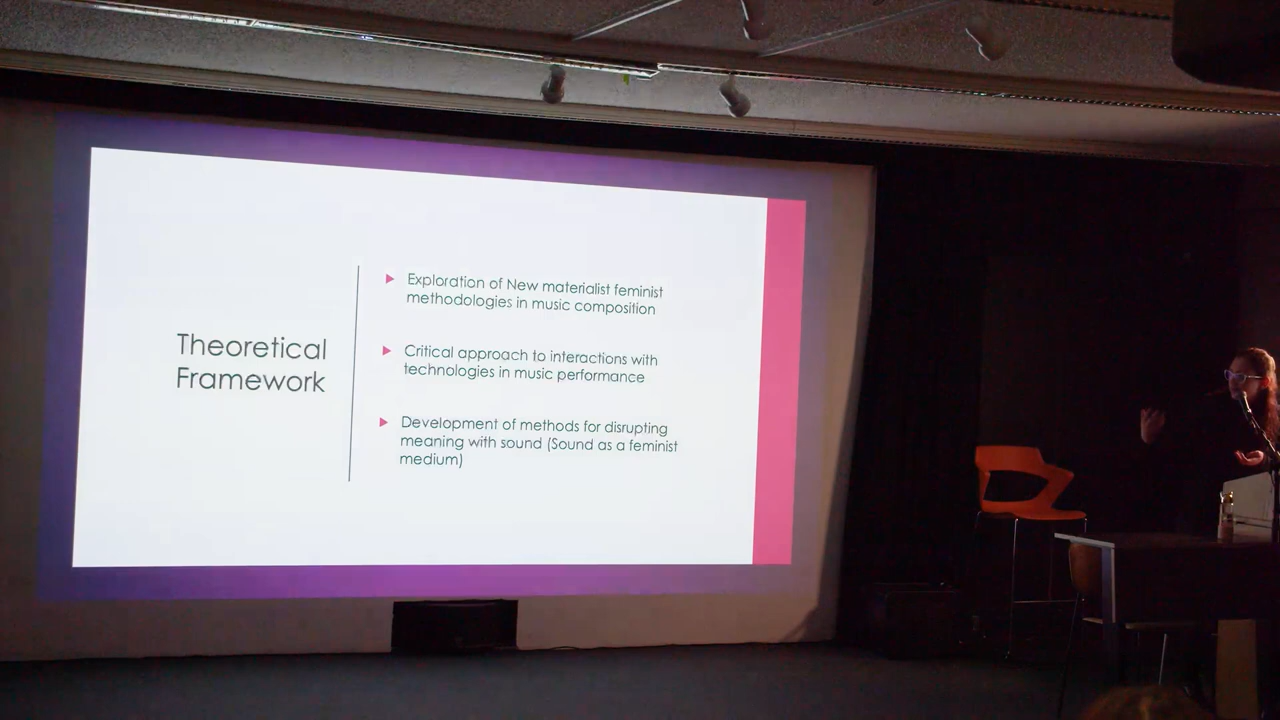 Theoretical
Framework
Exploration of New materialist feminist
methodologies in music composition
Critical approach to interactions with
technologies in music performance
Development of methods for disrupting
meaning with sound (Sound as a feminist
medium)